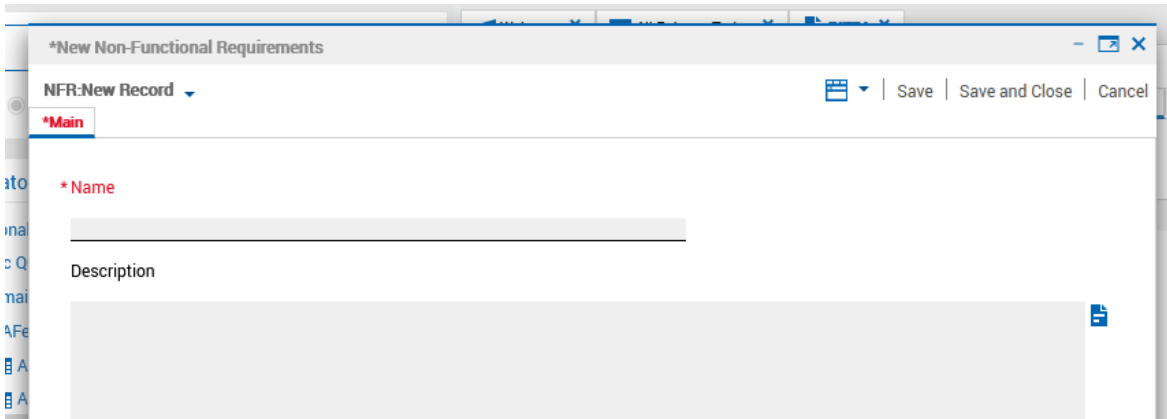 *New Non-Functional Requirements
NFR:New Record
Save
Save and Close
Cancel
*Main
* Name
Description